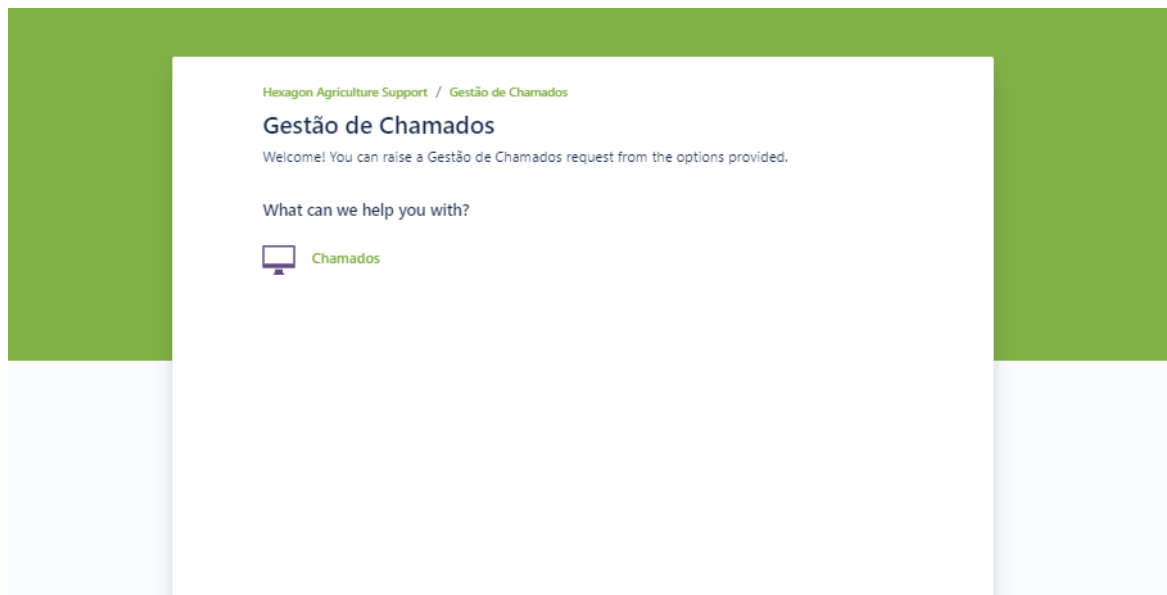 Hexagon Agriculture Support / Gestão de Chamados
Gestão de Chamados
Welcome! You can raise a Gestão de Chamados request from the options provided.
What can we help you with?
Chamados